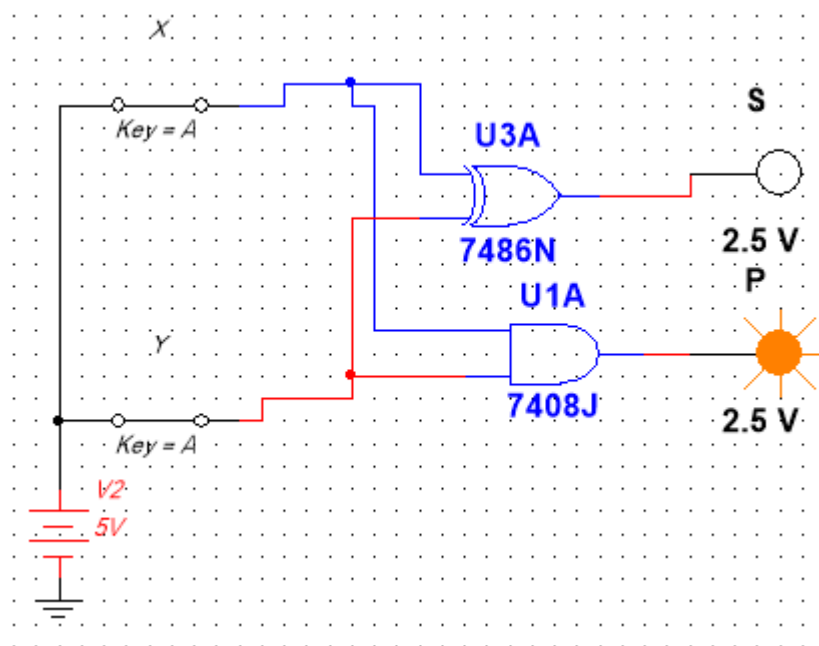 X
Key = A
S
U3A
7486N
2.5 V
P
U1A
Y
7408J
2.5 V
Key = A
V2
5V